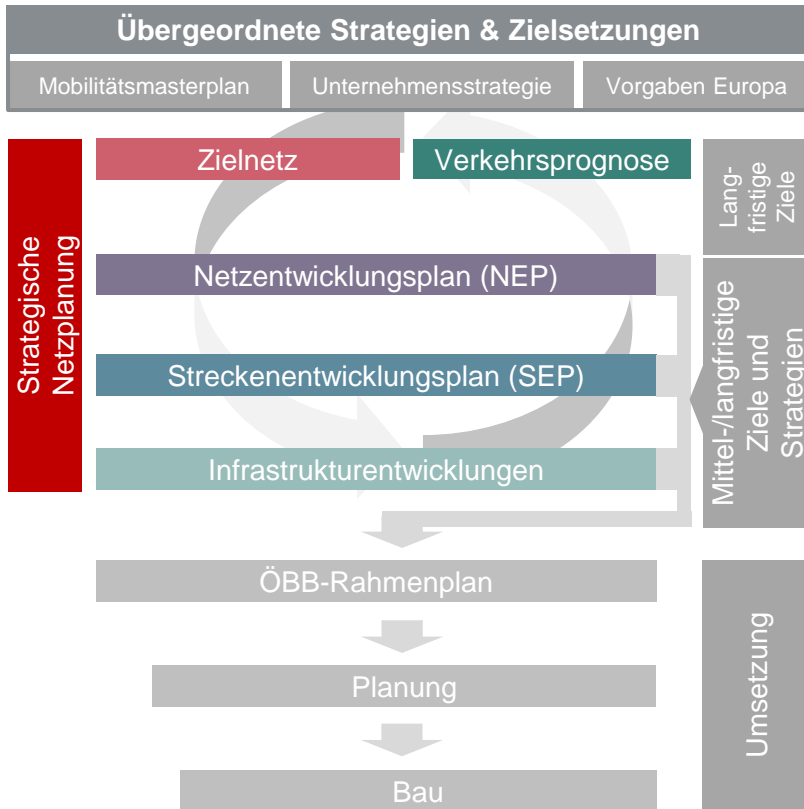 Übergeordnete Strategien & Zielsetzungen
Mobilitätsmasterplan
Unternehmensstrategie
Vorgaben Europa
Strategische
Netzplanung
Zielnetz
Verkehrsprognose
Lang-
fristige
Ziele
Netzentwicklungsplan (NEP)
Streckenentwicklungsplan (SEP)
Infrastrukturentwicklungen
Mittel-/langfristige
Ziele und
Strategien
ÖBB-Rahmenplan
Planung
Bau
Umsetzung